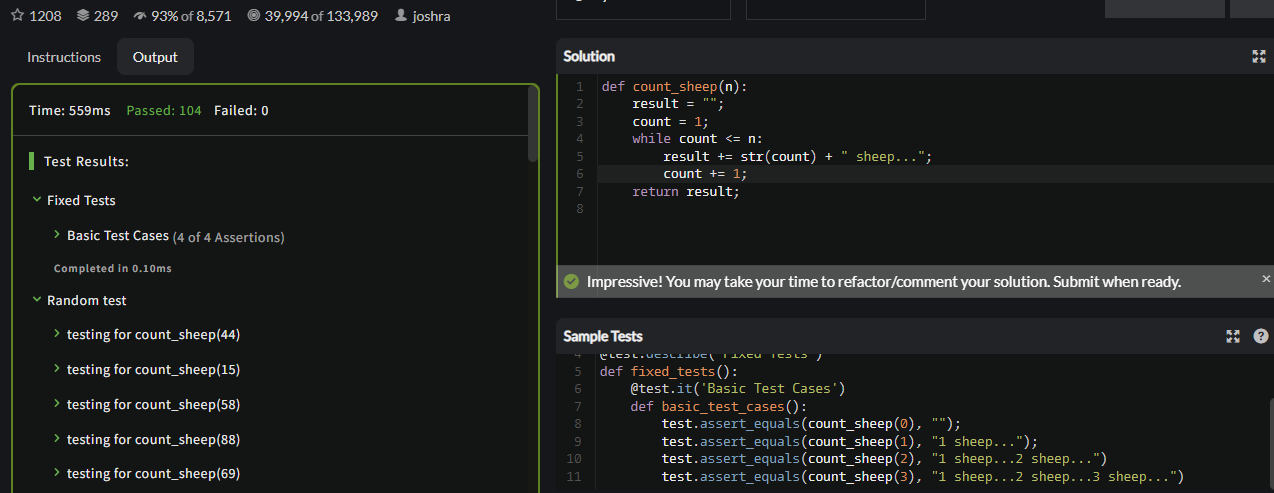 1208 289 93% of 8,571 39,994 of 133,989 joshra
Instructions Output
Time: 559ms Passed: 104 Failed: 0
Test Results:
Fixed Tests
Basic Test Cases (4 of 4 Assertions)
Completed in 0.10ms
Random test
testing for count_sheep(44)
testing for count_sheep(15)
testing for count_sheep(58)
testing for count_sheep(88)
testing for count_sheep(69)
Solution
1 def count_sheep(n):
2 result = "";
3 count = 1;
4 while count <= n:
5 result += str(count) + " sheep...";
6 count += 1;
7 return result;
8
Impressive! You may take your time to refactor/comment your solution. Submit when ready. ×
Sample Tests ?
4 @test.describe('Fixed Tests')
5 def fixed_tests():
6 @test.it('Basic Test Cases')
7 def basic_test_cases():
8 test.assert_equals(count_sheep(0), "");
9 test.assert_equals(count_sheep(1), "1 sheep...");
10 test.assert_equals(count_sheep(2), "1 sheep...2 sheep...")
11 test.assert_equals(count_sheep(3), "1 sheep...2 sheep...3 sheep...")